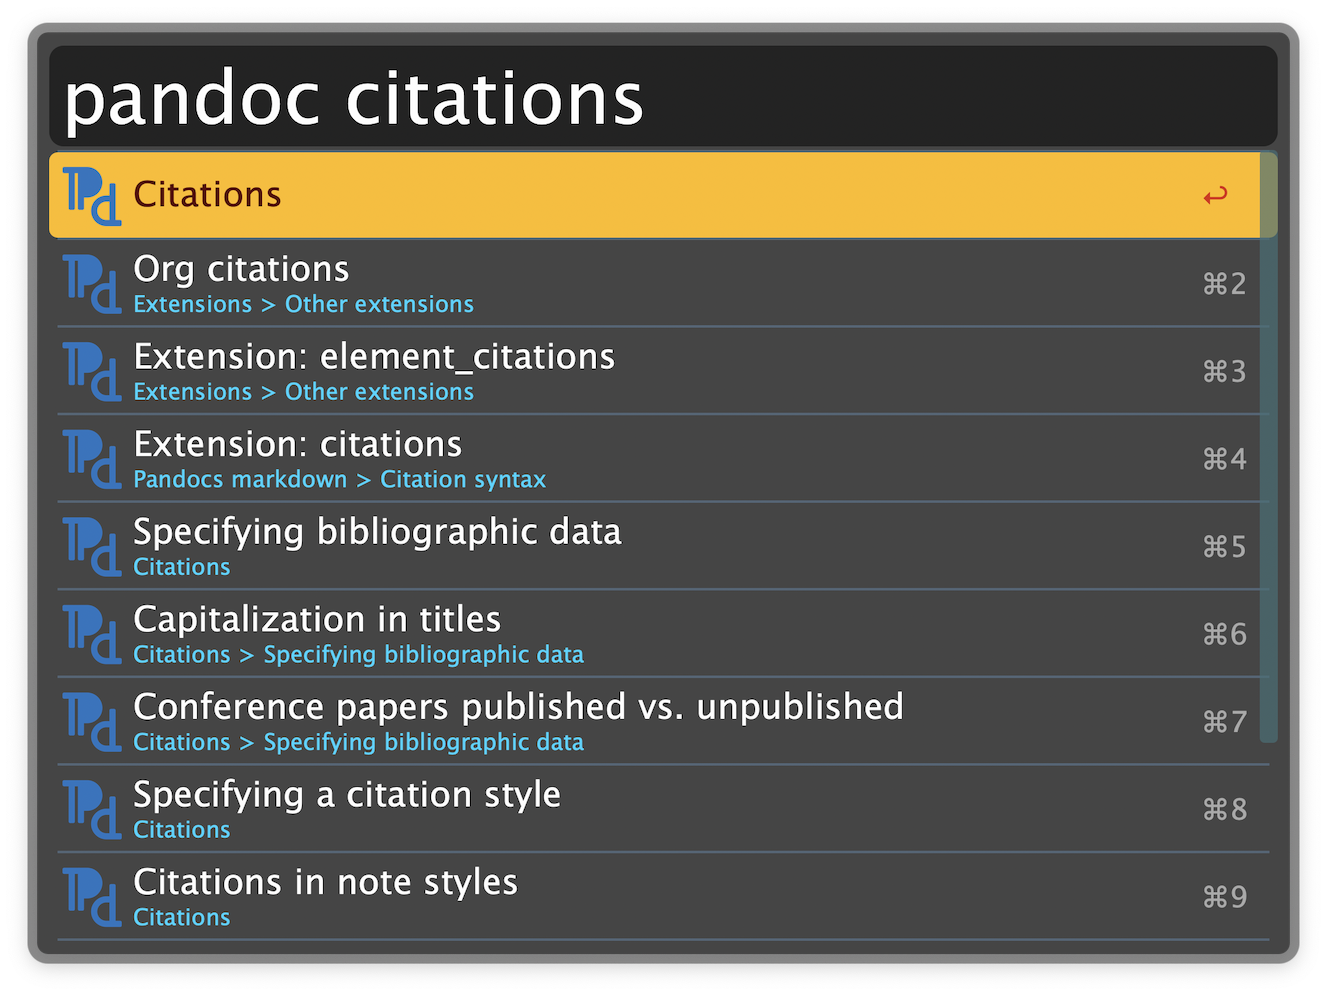 pandoc citations
Citations
↩
Org citations
Extensions > Other extensions
⌘2
Extension: element_citations
Extensions > Other extensions
⌘3
Extension: citations
Pandocs markdown > Citation syntax
⌘4
Specifying bibliographic data
Citations
⌘5
Capitalization in titles
Citations > Specifying bibliographic data
⌘6
Conference papers published vs. unpublished
Citations > Specifying bibliographic data
⌘7
Specifying a citation style
Citations
⌘8
Citations in note styles
Citations
⌘9